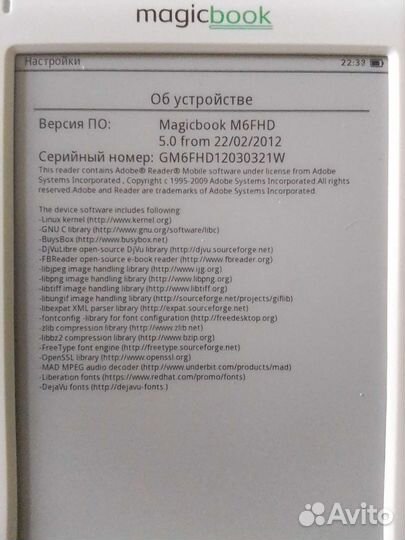 magicbook
Настройки 22:33
Об устройстве
Версия ПО: Magicbook M6FHD
5.0 from 22/02/2012
Серийный номер: GM6FHD12030321W
This reader contains Adobe® Reader® Mobile software under license from Adobe
Systems Incorporated , Copyright c 1995-2009 Adobe Systems Incorporated All rights
reserved.Adobe and Reader are trademarks of Adobe Systems Incorporated.
The device software includes following
-Linux kernel (http://www.kernel.org)
-GNU C library (http://www.gnu.org/software/libc)
-BuysBox (http://www.busybox.net)
-DjVuLibre open-source DjVu library (http://djvu.sourceforge.net)
-FBReader open-source e-book reader (http://www.fbreader.org)
-libjpeg image handling library (http://www.ijg.org)
-libpng image handling library (http://www.libpng.org)
-libtiff image handling library (http://www.libtiff.org)
-libungif image handling library (http://sourceforge.net/projects/giflib)
-libexpat XML parser library (http://expat.sourceforge.net)
-fontconfig -library for font configuration (http://freedesktop.org)
-zlib compression library (http://www.zlib.net)
-libbz2 compression library (http://www.bzip.org)
-FreeType font engine (http://freetype.sourceforge.net)
-OpenSSL library (http://www.openssl.org)
-MAD MPEG audio decoder (http://www.underbit.com/products/mad)
-Liberation fonts (https://www.redhat.com/promo/fonts)
-DejaVu fonts (http://dejavu-fonts.)
Avito